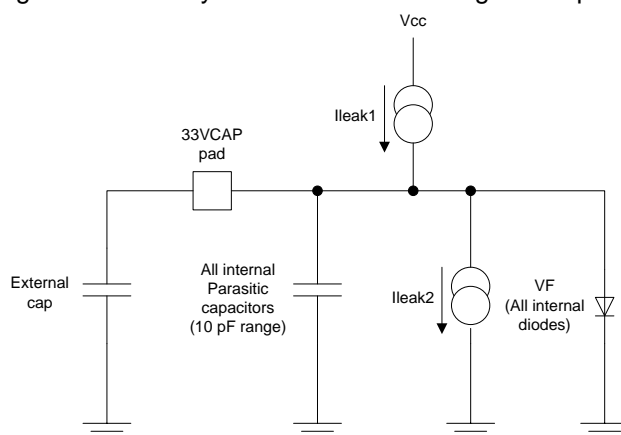 Vcc
Ileak1
33VCAP
pad
External
cap
All internal
Parasitic
capacitors
(10 pF range)
Ileak2
VF
(All internal
diodes)